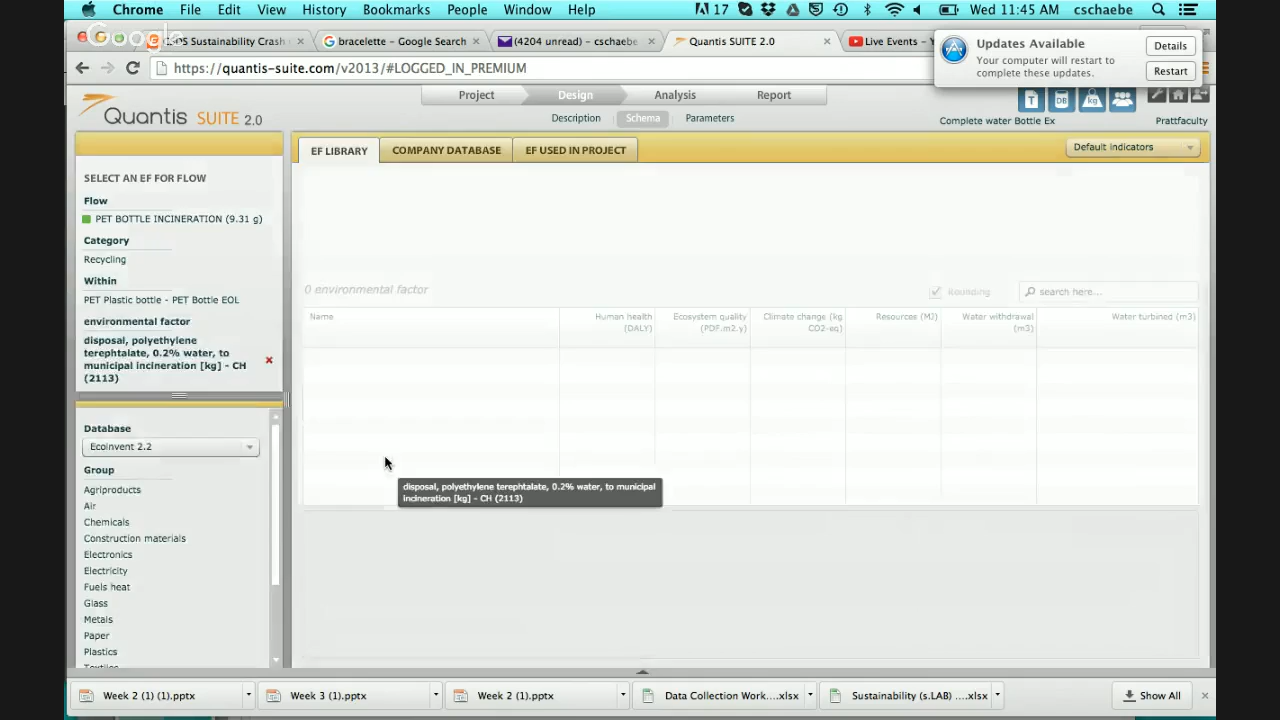 Chrome File Edit View History Bookmarks People Window Help 17 Wed 11:45 AM cschaebe
Google
Sustainability Crash bracelette – Google Search (4204 unread) – cschaebe Quantis SUITE 2.0 Live Events –
https://quantis-suite.com/v2013/#LOGGED_IN_PREMIUM
Updates Available
Your computer will restart to
complete these updates.
Details
Restart
Quantis SUITE 2.0
Project Design Analysis Report
Description Schema Parameters
T DB kg
Complete water Bottle Ex Prattfaculty
EF LIBRARY COMPANY DATABASE EF USED IN PROJECT Default indicators
SELECT AN EF FOR FLOW
Flow
PET BOTTLE INCINERATION (9.31 g)
Category
Recycling
Within
PET Plastic bottle - PET Bottle EOL
environmental factor
disposal, polyethylene
terephtalate, 0.2% water, to
municipal incineration [kg] - CH
(2113)
Database
Ecoinvent 2.2
Group
Agriproducts
Air
Chemicals
Construction materials
Electronics
Electricity
Fuels heat
Glass
Metals
Paper
Plastics
Textiles
0 environmental factor Rounding search here...
Name Human health (DALY) Ecosystem quality (PDF.m2.y) Climate change (kg CO2-eq) Resources (MJ) Water withdrawal (m3) Water turbined (m3)
disposal, polyethylene terephtalate, 0.2% water, to municipal
incineration [kg] - CH (2113)
Week 2 (1) (1).pptx Week 3 (1).pptx Week 2 (1).pptx Data Collection Work....xlsx Sustainability (s.LAB) ....xlsx Show All